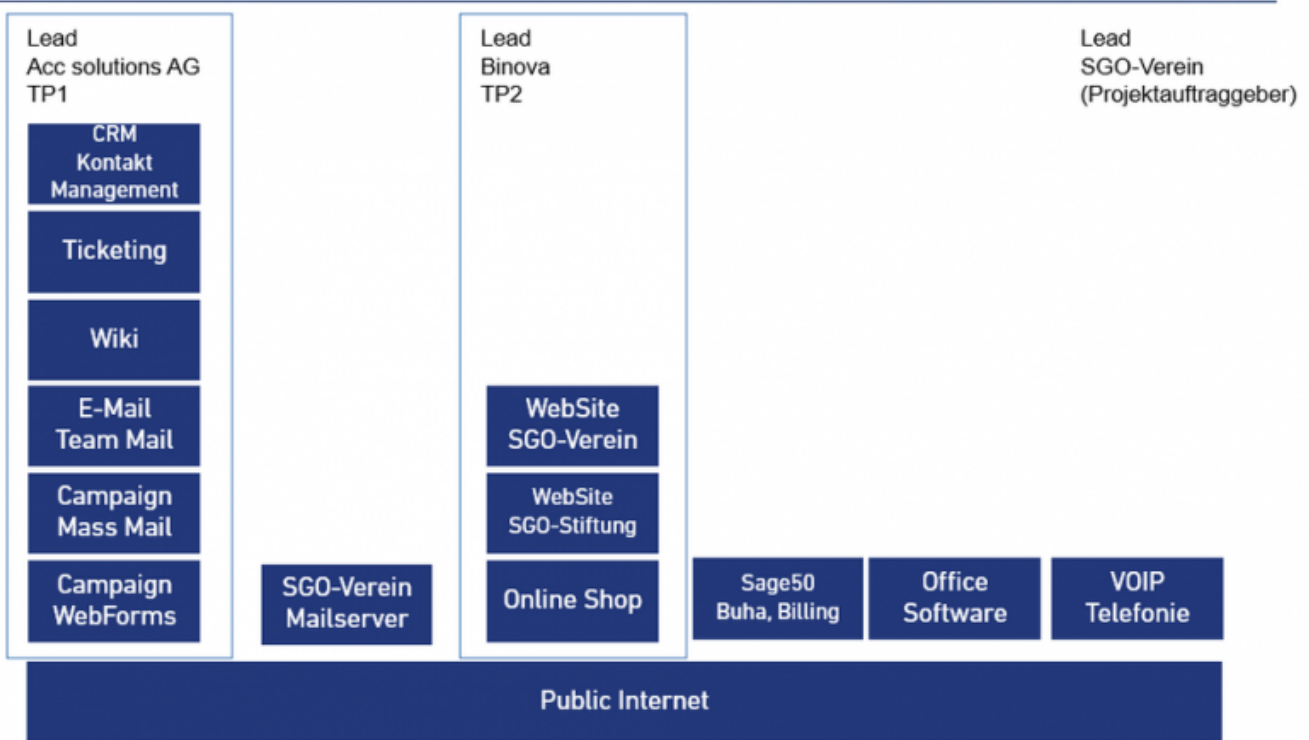 Lead
Acc solutions AG
TP1
CRM
Kontakt
Management
Ticketing
Wiki
E-Mail
Team Mail
Campaign
Mass Mail
Campaign
WebForms
SGO-Verein
Mailserver
Lead
Binova
TP2
WebSite
SGO-Verein
WebSite
SGO-Stiftung
Online Shop
Lead
SGO-Verein
(Projektauftraggeber)
Sage50
Buha, Billing
Office
Software
VOIP
Telefonie
Public Internet